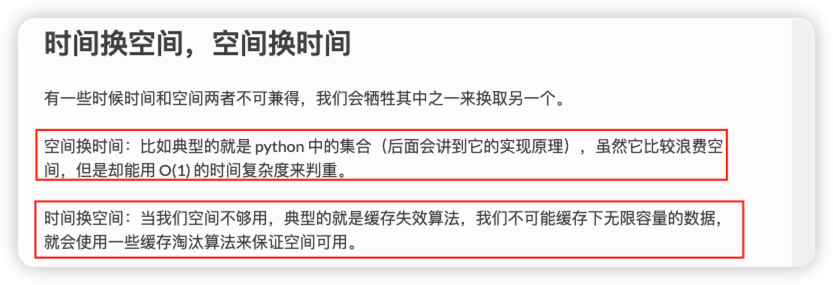 时间换空间，空间换时间
有一些时候时间和空间两者不可兼得，我们会牺牲其中之一来换取另一个。
空间换时间：比如典型的就是 python 中的集合（后面会讲到它的实现原理），虽然它比较浪费空
间，但是却能用 O(1) 的时间复杂度来判重。
时间换空间：当我们空间不够用，典型的就是缓存失效算法，我们不可能缓存下无限容量的数据，
就会使用一些缓存淘汰算法来保证空间可用。